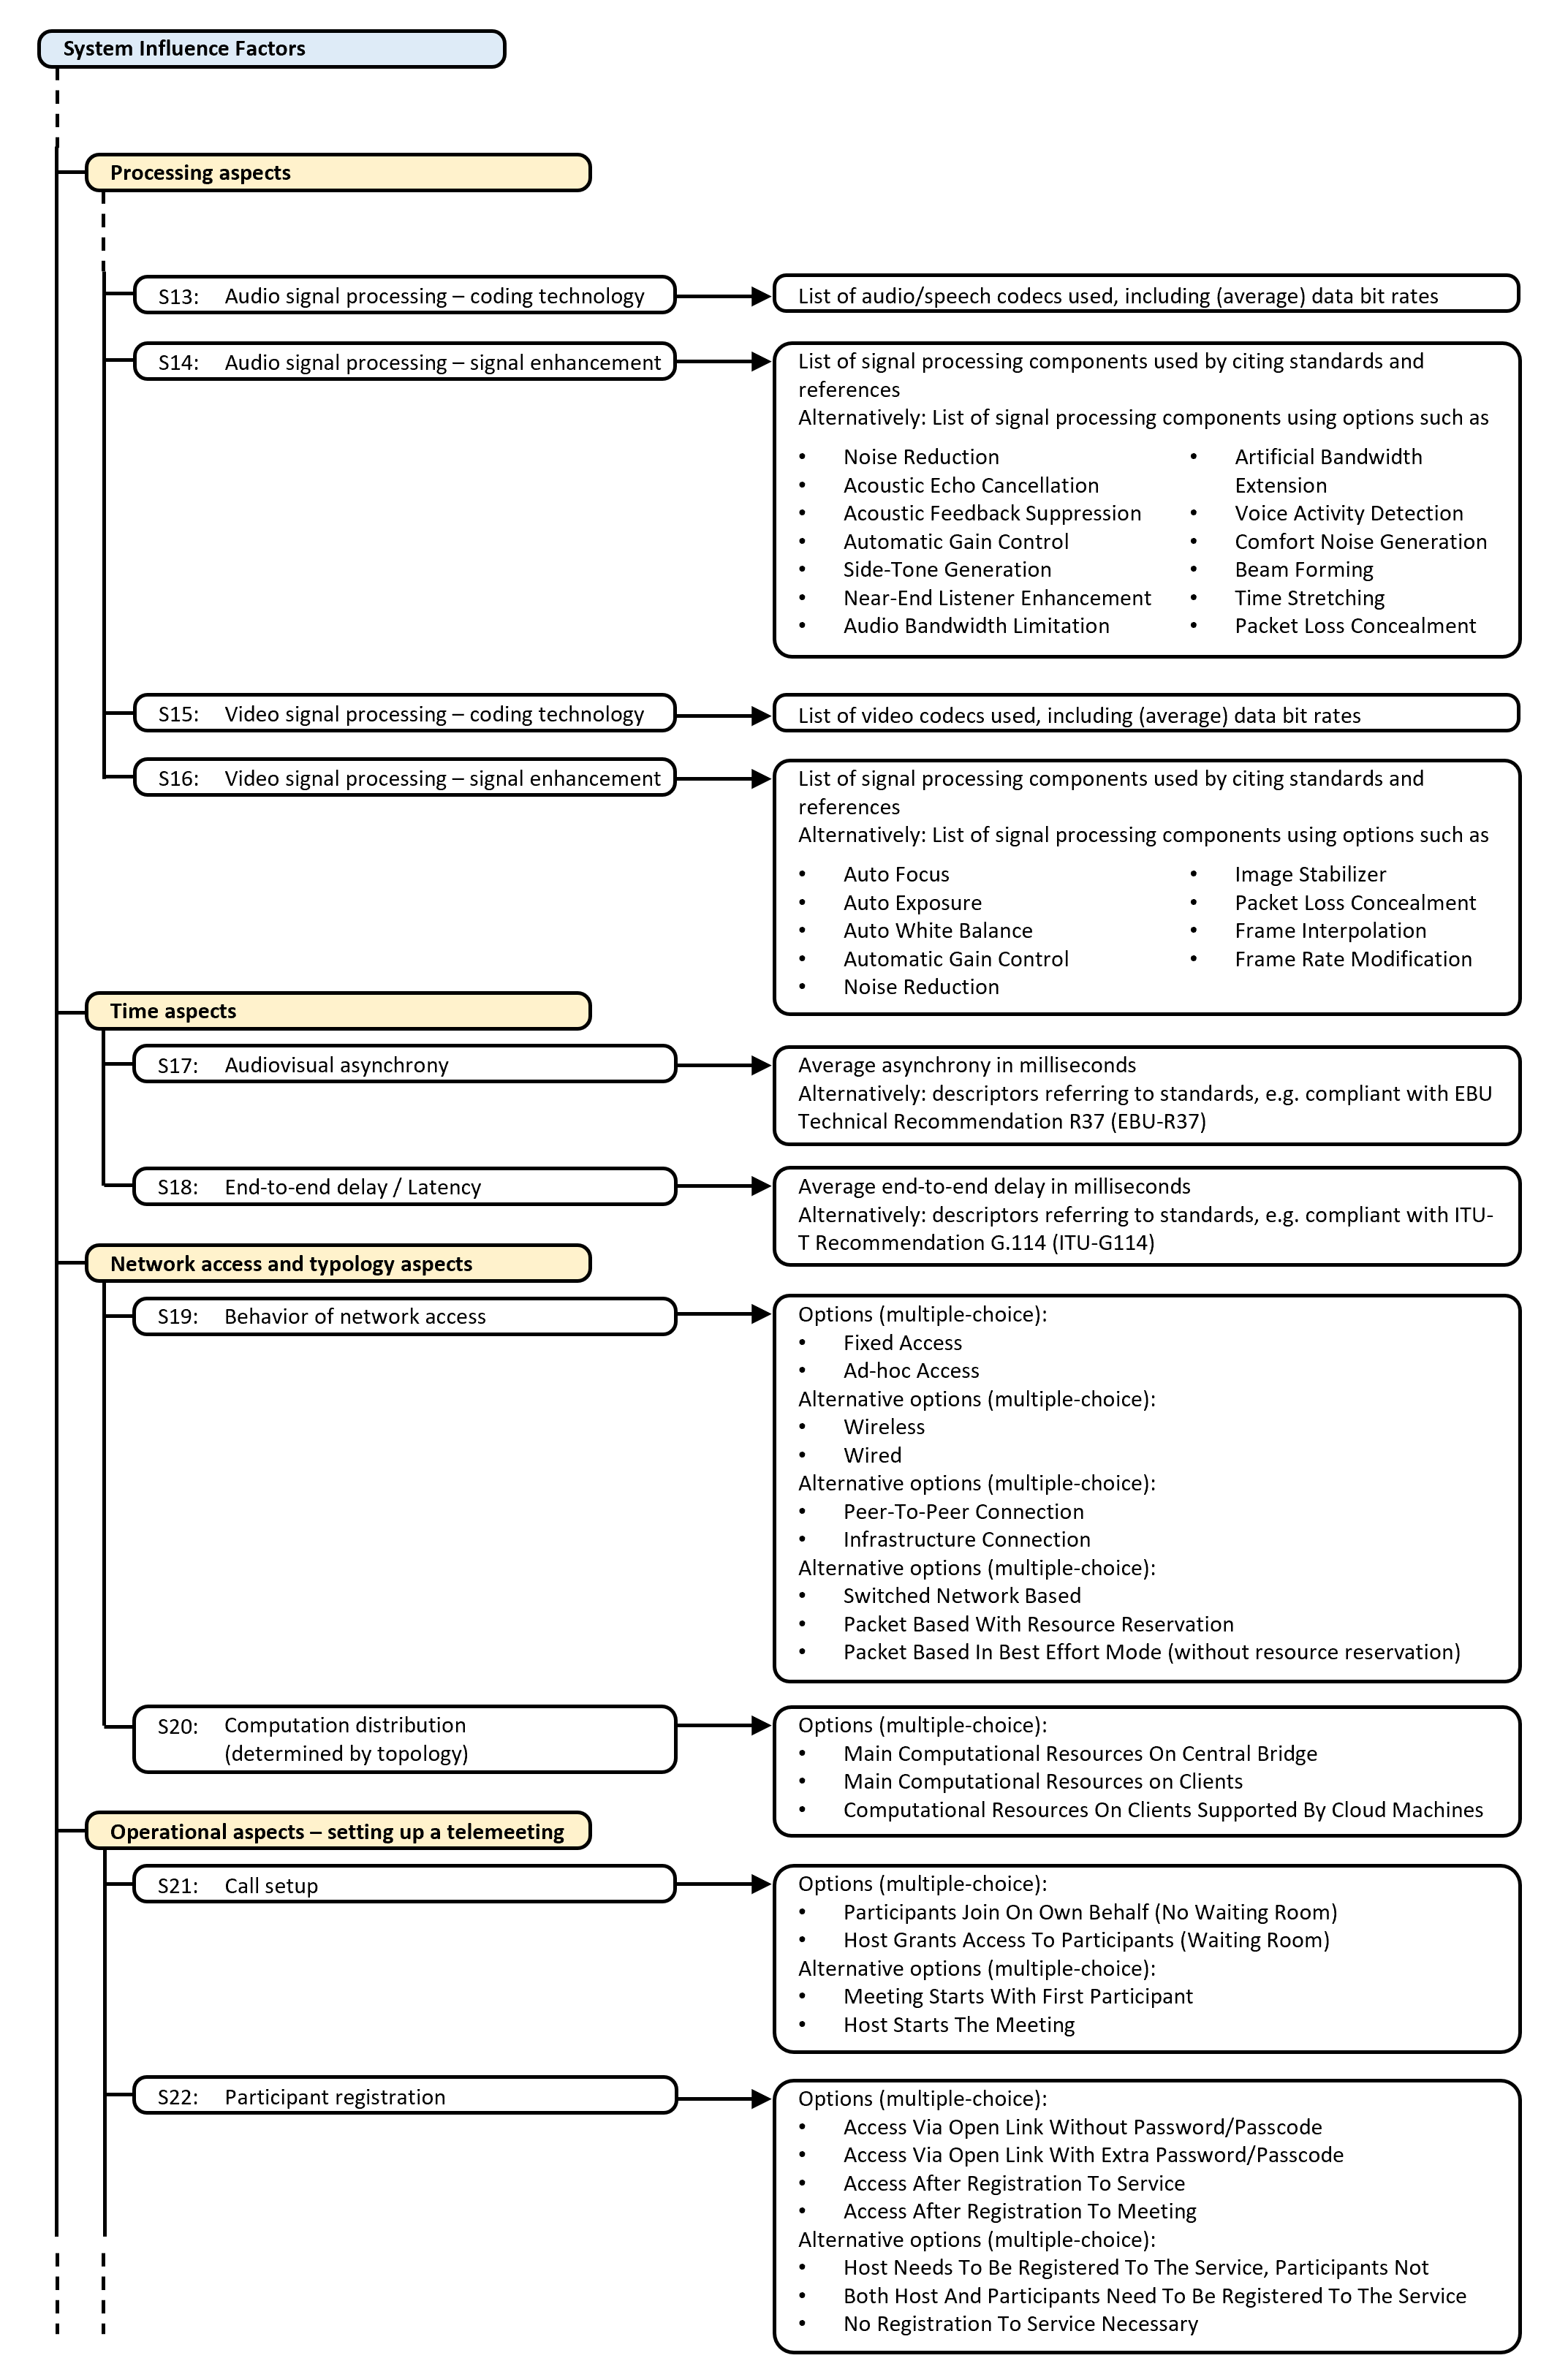 System Influence Factors
Processing aspects
S13: Audio signal processing – coding technology
List of audio/speech codecs used, including (average) data bit rates
S14: Audio signal processing – signal enhancement
List of signal processing components used by citing standards and
references
Alternatively: List of signal processing components using options such as
• Noise Reduction
• Acoustic Echo Cancellation
• Acoustic Feedback Suppression
• Automatic Gain Control
• Side-Tone Generation
• Near-End Listener Enhancement
• Audio Bandwidth Limitation
• Artificial Bandwidth
Extension
• Voice Activity Detection
• Comfort Noise Generation
• Beam Forming
• Time Stretching
• Packet Loss Concealment
S15: Video signal processing – coding technology
List of video codecs used, including (average) data bit rates
S16: Video signal processing – signal enhancement
List of signal processing components used by citing standards and
references
Alternatively: List of signal processing components using options such as
• Auto Focus
• Auto Exposure
• Auto White Balance
• Automatic Gain Control
• Noise Reduction
• Image Stabilizer
• Packet Loss Concealment
• Frame Interpolation
• Frame Rate Modification
Time aspects
S17: Audiovisual asynchrony
Average asynchrony in milliseconds
Alternatively: descriptors referring to standards, e.g. compliant with EBU
Technical Recommendation R37 (EBU-R37)
S18: End-to-end delay / Latency
Average end-to-end delay in milliseconds
Alternatively: descriptors referring to standards, e.g. compliant with ITU-
T Recommendation G.114 (ITU-G114)
Network access and typology aspects
S19: Behavior of network access
Options (multiple-choice):
• Fixed Access
• Ad-hoc Access
Alternative options (multiple-choice):
• Wireless
• Wired
Alternative options (multiple-choice):
• Peer-To-Peer Connection
• Infrastructure Connection
Alternative options (multiple-choice):
• Switched Network Based
• Packet Based With Resource Reservation
• Packet Based In Best Effort Mode (without resource reservation)
S20: Computation distribution
(determined by topology)
Options (multiple-choice):
• Main Computational Resources On Central Bridge
• Main Computational Resources on Clients
• Computational Resources On Clients Supported By Cloud Machines
Operational aspects – setting up a telemeeting
S21: Call setup
Options (multiple-choice):
• Participants Join On Own Behalf (No Waiting Room)
• Host Grants Access To Participants (Waiting Room)
Alternative options (multiple-choice):
• Meeting Starts With First Participant
• Host Starts The Meeting
S22: Participant registration
Options (multiple-choice):
• Access Via Open Link Without Password/Passcode
• Access Via Open Link With Extra Password/Passcode
• Access After Registration To Service
• Access After Registration To Meeting
Alternative options (multiple-choice):
• Host Needs To Be Registered To The Service, Participants Not
• Both Host And Participants Need To Be Registered To The Service
• No Registration To Service Necessary